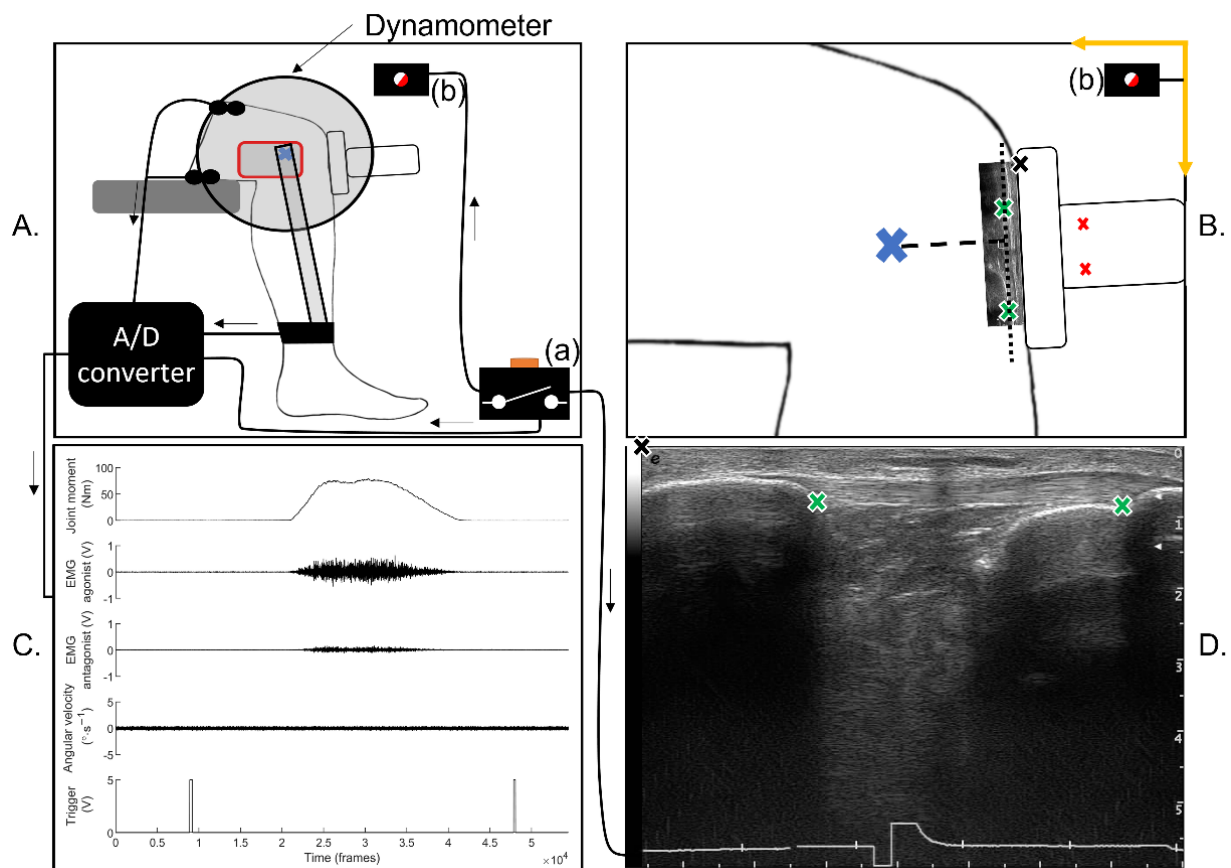 Dynamometer
(b)
A.
A/D
converter
(a)
(b)
B.
C.
Joint moment
(Nm)
100
50
0
EMG
agonist (V)
1
0
-1
EMG
antagonist (V)
1
0
-1
Angular velocity
(°·s⁻¹)
5
0
-5
Trigger
(V)
5
0
0 0.5 1 1.5 2 2.5 3 3.5 4 4.5 5
Time (frames)
×10⁴
D.
e
0
1
2
3
4
5